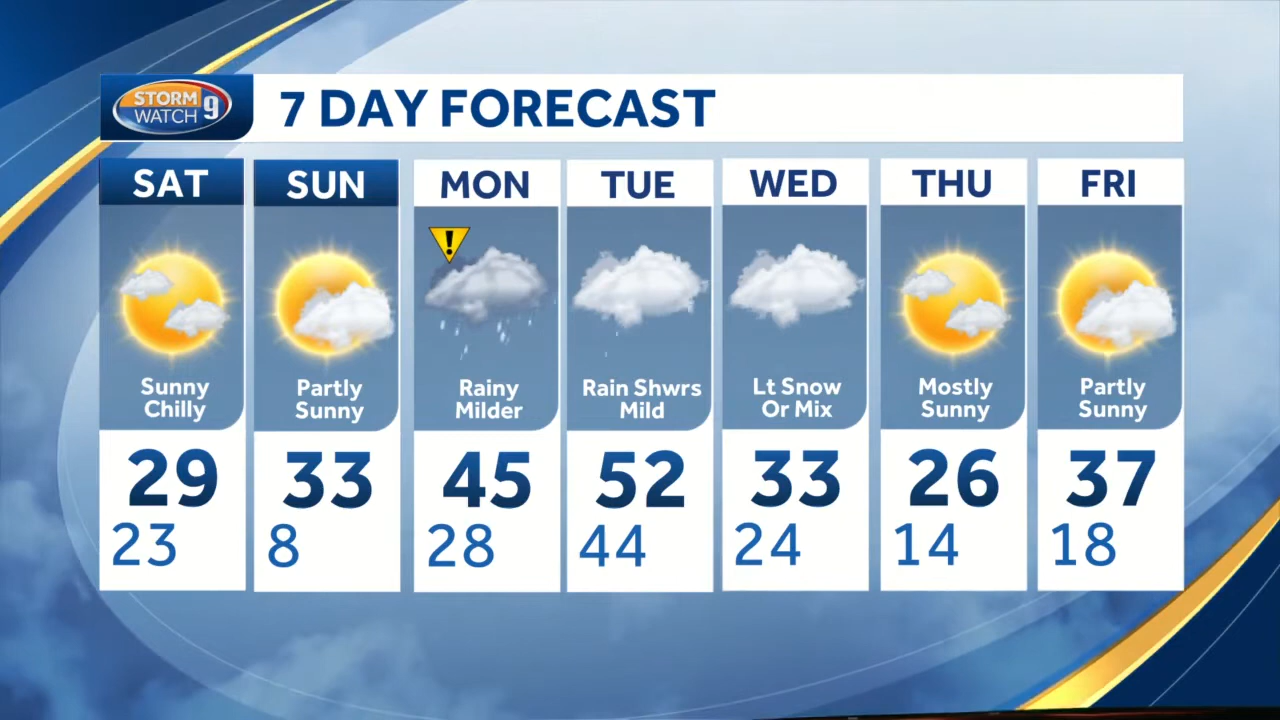 STORM
WATCH 9
7 DAY FORECAST
SAT
SUN
MON
TUE
WED
THU
FRI
!
Sunny
Chilly
Partly
Sunny
Rainy
Milder
Rain Shwrs
Mild
Lt Snow
Or Mix
Mostly
Sunny
Partly
Sunny
29
33
45
52
33
26
37
23
8
28
44
24
14
18